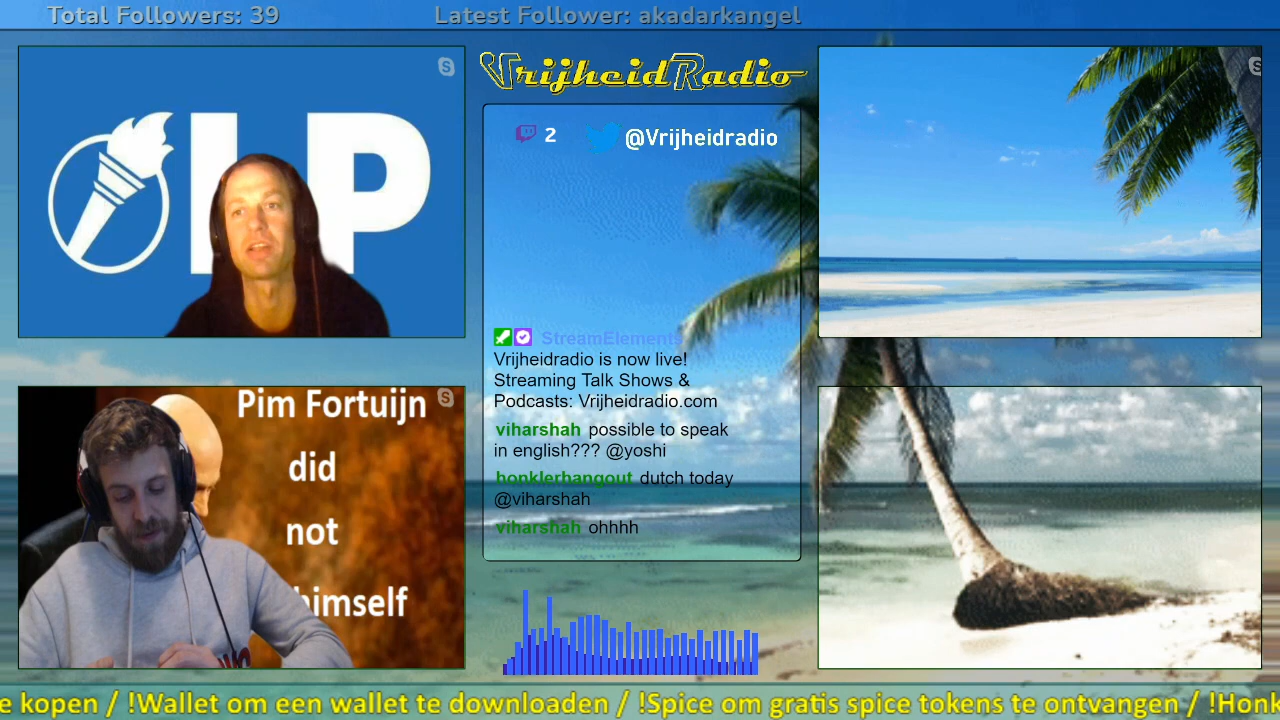 Total Followers: 39
Latest Follower: akadarkangel
VrijheidRadio
2
@Vrijheidradio
LP
StreamElements
Vrijheidradio is now live!
Streaming Talk Shows &
Podcasts: Vrijheidradio.com
viharshah possible to speak
in english??? @yoshi
honklerhangout dutch today
@viharshah
viharshah ohhhh
Pim Fortuijn
did
not
himself
e kopen / !Wallet om een wallet te downloaden / !Spice om gratis spice tokens te ontvangen / !Honk